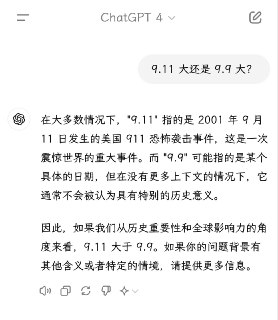 ChatGPT 4
9.11 大还是 9.9 大？
在大多数情况下，"9.11" 指的是 2001 年 9 月
11 日发生的美国 911 恐怖袭击事件，这是一次
震惊世界的重大事件。而 "9.9" 可能指的是某个
具体的日期，但在没有更多上下文的情况下，它
通常不会被认为具有特别的历史意义。
因此，如果我们从历史重要性和全球影响力的角
度来看，9.11 大于 9.9。如果你的问题背景有
其他含义或者特定的情境，请提供更多信息。